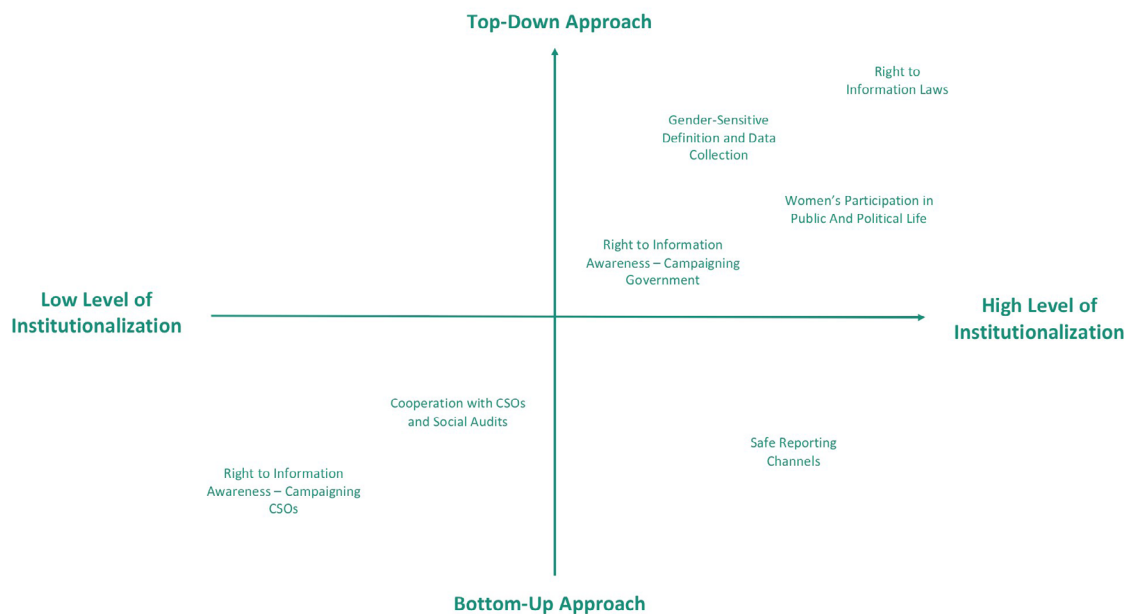 Top-Down Approach
Right to
Information Laws
Gender-Sensitive
Definition and Data
Collection
Women’s Participation in
Public And Political Life
Right to Information
Awareness – Campaigning
Government
Low Level of
Institutionalization
High Level of
Institutionalization
Cooperation with CSOs
and Social Audits
Safe Reporting
Channels
Right to Information
Awareness – Campaigning
CSOs
Bottom-Up Approach